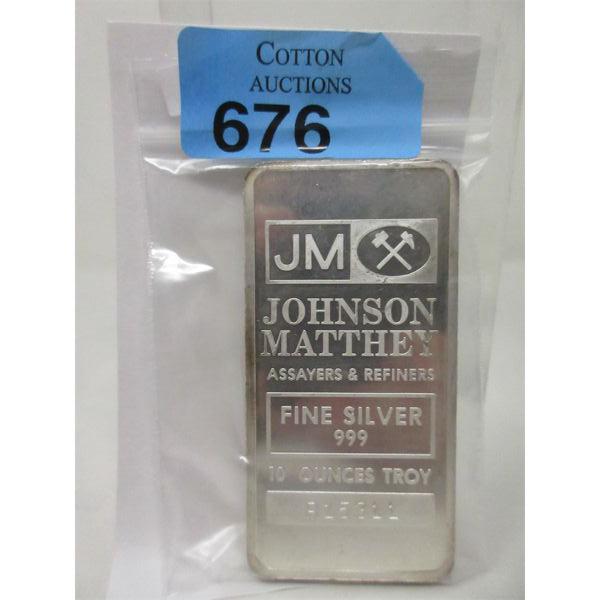 COTTON
AUCTIONS
676
JM
JOHNSON
MATTHEY
ASSAYERS & REFINERS
FINE SILVER
999
10 OUNCES TROY